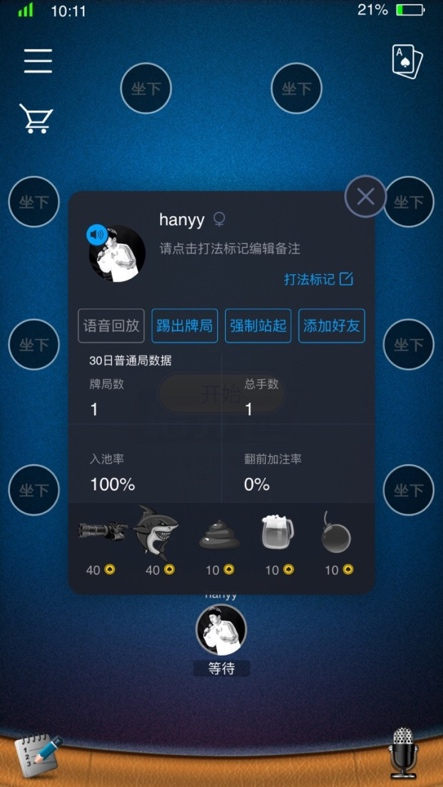 10:11 21%
坐下 坐下
坐下 坐下
hanyy
请点击打法标记编辑备注
打法标记
语音回放 踢出牌局 强制站起 添加好友
坐下 坐下
30日普通局数据
牌局数 总手数
开始
1 1
入池率 翻前加注率
100% 0%
坐下 坐下
40 40 10 10 10
hanyy
等待